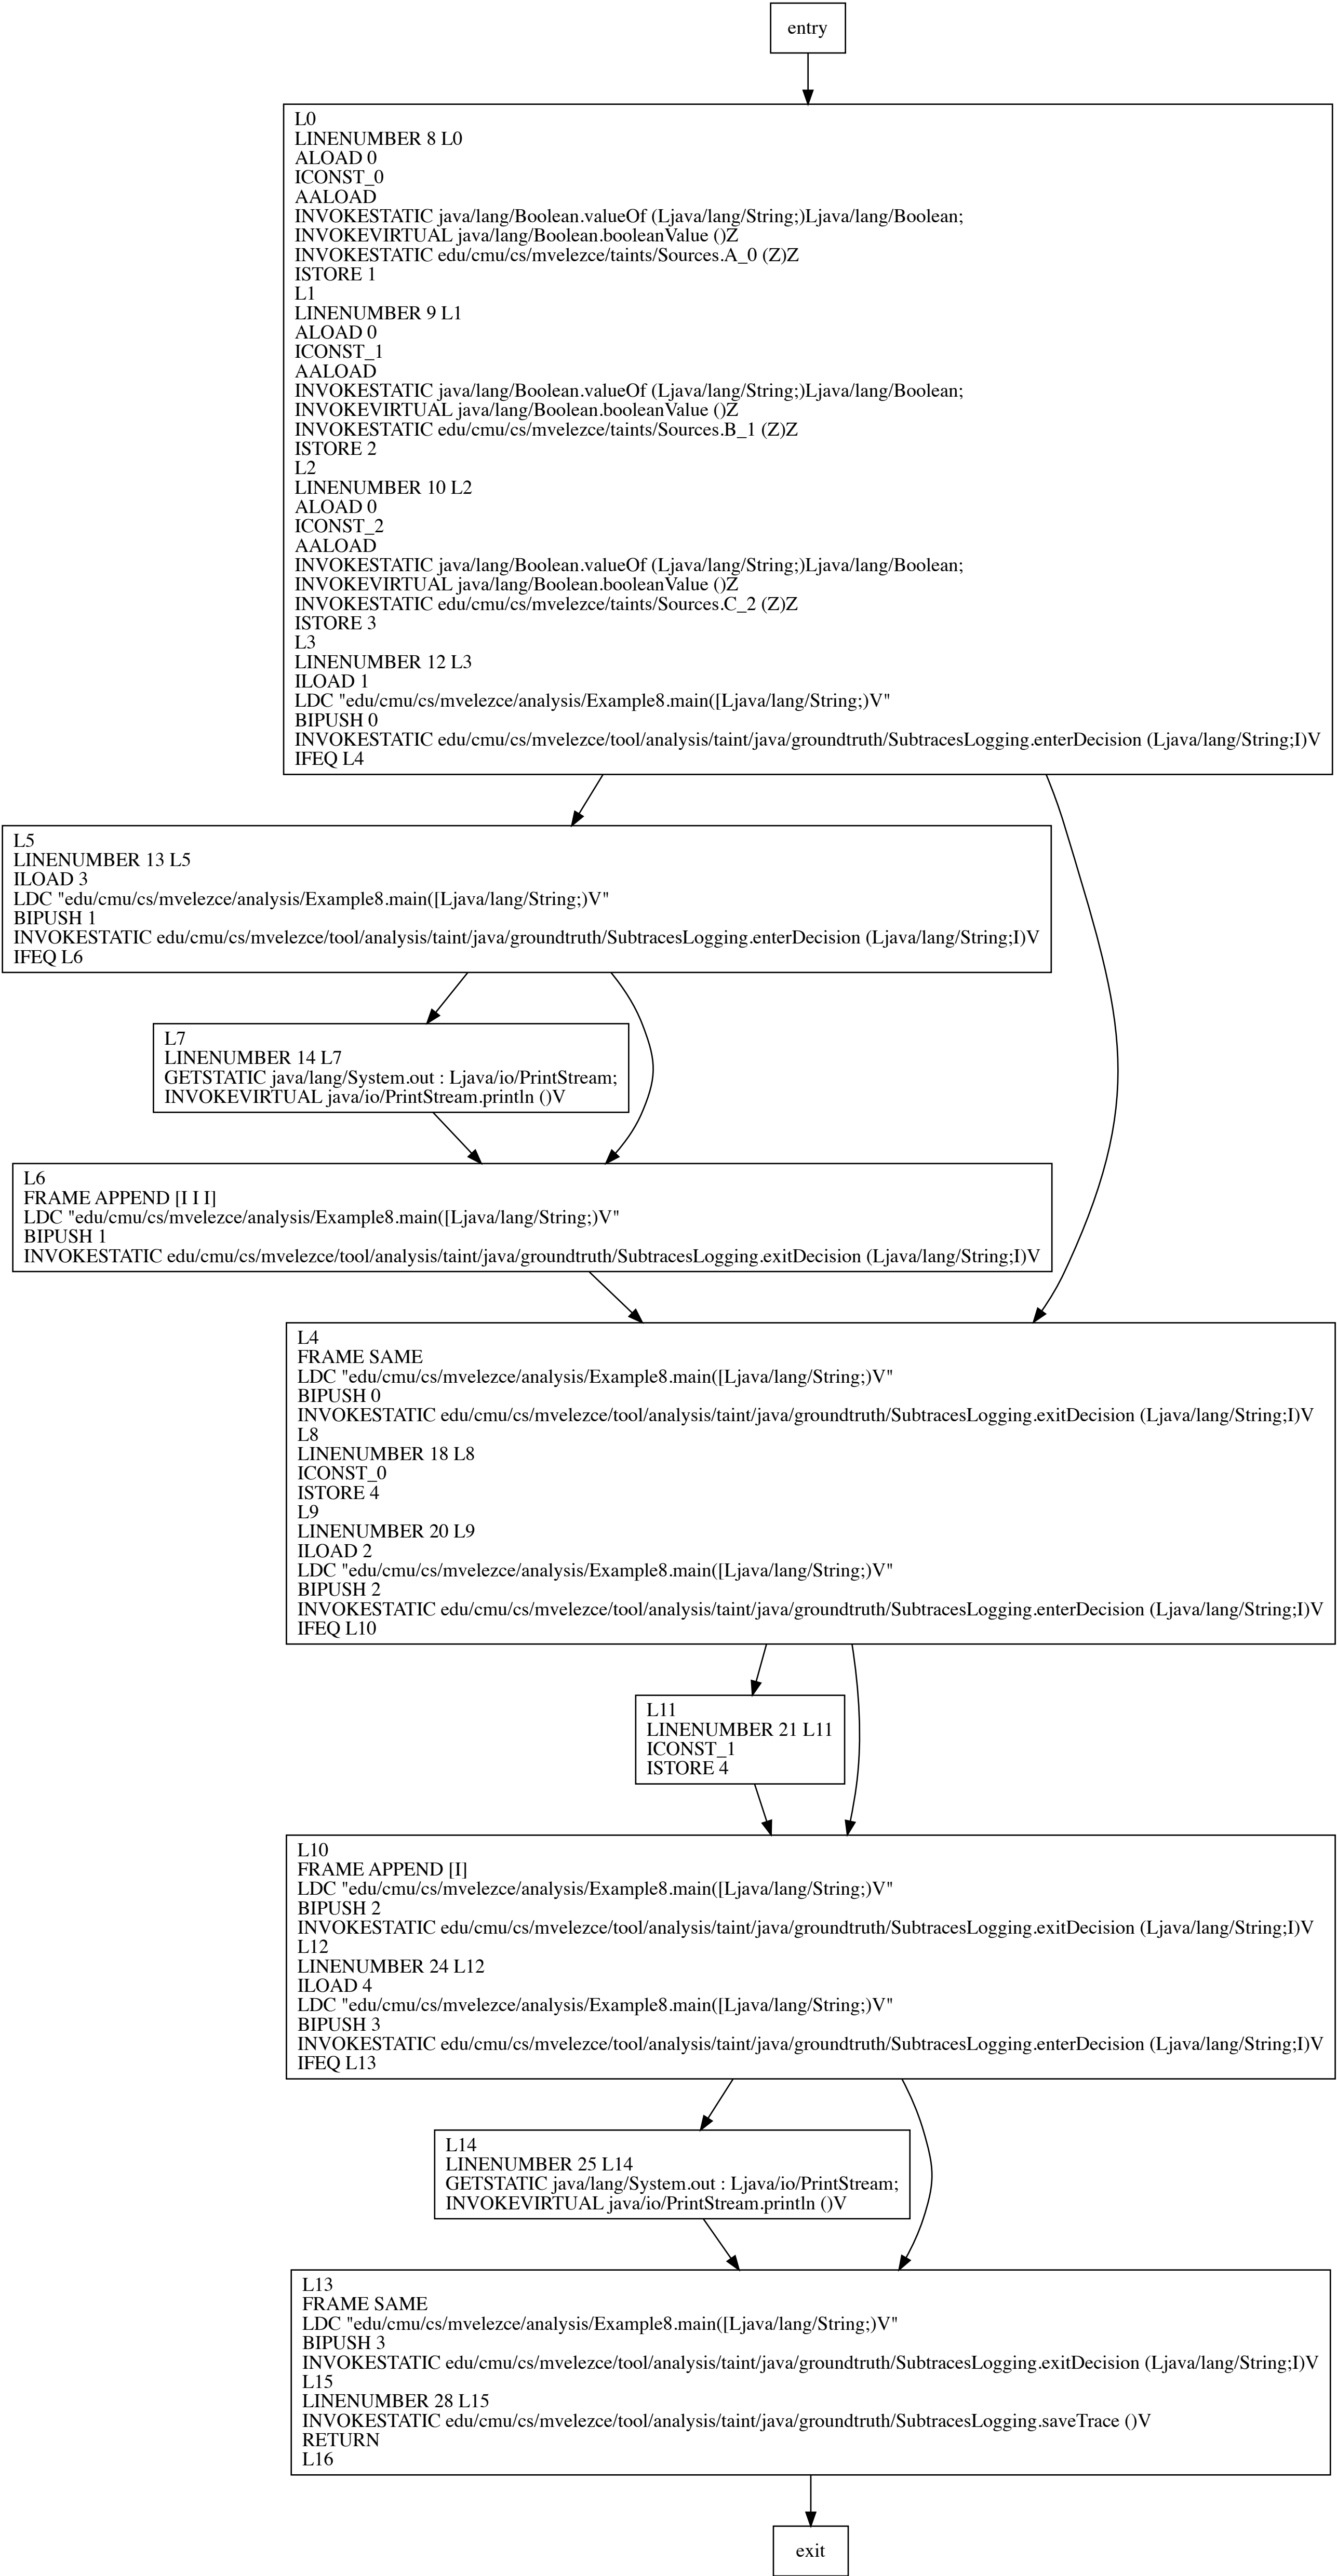 entry
L0
LINENUMBER 8 L0
ALOAD 0
ICONST_0
AALOAD
INVOKESTATIC java/lang/Boolean.valueOf (Ljava/lang/String;)Ljava/lang/Boolean;
INVOKEVIRTUAL java/lang/Boolean.booleanValue ()Z
INVOKESTATIC edu/cmu/cs/mvelezce/taints/Sources.A_0 (Z)Z
ISTORE 1
L1
LINENUMBER 9 L1
ALOAD 0
ICONST_1
AALOAD
INVOKESTATIC java/lang/Boolean.valueOf (Ljava/lang/String;)Ljava/lang/Boolean;
INVOKEVIRTUAL java/lang/Boolean.booleanValue ()Z
INVOKESTATIC edu/cmu/cs/mvelezce/taints/Sources.B_1 (Z)Z
ISTORE 2
L2
LINENUMBER 10 L2
ALOAD 0
ICONST_2
AALOAD
INVOKESTATIC java/lang/Boolean.valueOf (Ljava/lang/String;)Ljava/lang/Boolean;
INVOKEVIRTUAL java/lang/Boolean.booleanValue ()Z
INVOKESTATIC edu/cmu/cs/mvelezce/taints/Sources.C_2 (Z)Z
ISTORE 3
L3
LINENUMBER 12 L3
ILOAD 1
LDC "edu/cmu/cs/mvelezce/analysis/Example8.main([Ljava/lang/String;)V"
BIPUSH 0
INVOKESTATIC edu/cmu/cs/mvelezce/tool/analysis/taint/java/groundtruth/SubtracesLogging.enterDecision (Ljava/lang/String;I)V
IFEQ L4
L5
LINENUMBER 13 L5
ILOAD 3
LDC "edu/cmu/cs/mvelezce/analysis/Example8.main([Ljava/lang/String;)V"
BIPUSH 1
INVOKESTATIC edu/cmu/cs/mvelezce/tool/analysis/taint/java/groundtruth/SubtracesLogging.enterDecision (Ljava/lang/String;I)V
IFEQ L6
L7
LINENUMBER 14 L7
GETSTATIC java/lang/System.out : Ljava/io/PrintStream;
INVOKEVIRTUAL java/io/PrintStream.println ()V
L6
FRAME APPEND [I I I]
LDC "edu/cmu/cs/mvelezce/analysis/Example8.main([Ljava/lang/String;)V"
BIPUSH 1
INVOKESTATIC edu/cmu/cs/mvelezce/tool/analysis/taint/java/groundtruth/SubtracesLogging.exitDecision (Ljava/lang/String;I)V
L4
FRAME SAME
LDC "edu/cmu/cs/mvelezce/analysis/Example8.main([Ljava/lang/String;)V"
BIPUSH 0
INVOKESTATIC edu/cmu/cs/mvelezce/tool/analysis/taint/java/groundtruth/SubtracesLogging.exitDecision (Ljava/lang/String;I)V
L8
LINENUMBER 18 L8
ICONST_0
ISTORE 4
L9
LINENUMBER 20 L9
ILOAD 2
LDC "edu/cmu/cs/mvelezce/analysis/Example8.main([Ljava/lang/String;)V"
BIPUSH 2
INVOKESTATIC edu/cmu/cs/mvelezce/tool/analysis/taint/java/groundtruth/SubtracesLogging.enterDecision (Ljava/lang/String;I)V
IFEQ L10
L11
LINENUMBER 21 L11
ICONST_1
ISTORE 4
L10
FRAME APPEND [I]
LDC "edu/cmu/cs/mvelezce/analysis/Example8.main([Ljava/lang/String;)V"
BIPUSH 2
INVOKESTATIC edu/cmu/cs/mvelezce/tool/analysis/taint/java/groundtruth/SubtracesLogging.exitDecision (Ljava/lang/String;I)V
L12
LINENUMBER 24 L12
ILOAD 4
LDC "edu/cmu/cs/mvelezce/analysis/Example8.main([Ljava/lang/String;)V"
BIPUSH 3
INVOKESTATIC edu/cmu/cs/mvelezce/tool/analysis/taint/java/groundtruth/SubtracesLogging.enterDecision (Ljava/lang/String;I)V
IFEQ L13
L14
LINENUMBER 25 L14
GETSTATIC java/lang/System.out : Ljava/io/PrintStream;
INVOKEVIRTUAL java/io/PrintStream.println ()V
L13
FRAME SAME
LDC "edu/cmu/cs/mvelezce/analysis/Example8.main([Ljava/lang/String;)V"
BIPUSH 3
INVOKESTATIC edu/cmu/cs/mvelezce/tool/analysis/taint/java/groundtruth/SubtracesLogging.exitDecision (Ljava/lang/String;I)V
L15
LINENUMBER 28 L15
INVOKESTATIC edu/cmu/cs/mvelezce/tool/analysis/taint/java/groundtruth/SubtracesLogging.saveTrace ()V
RETURN
L16
exit